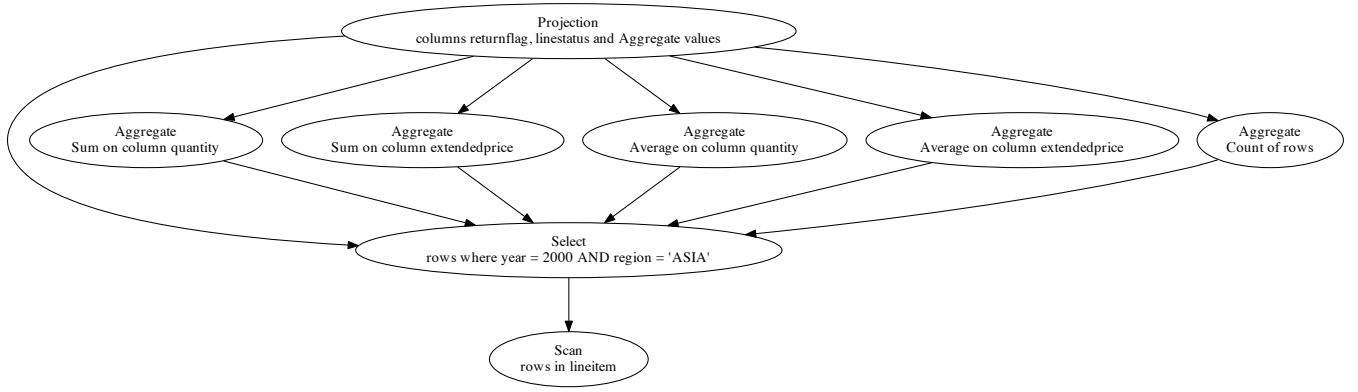 Projection
columns returnflag, linestatus and Aggregate values
Aggregate
Sum on column quantity
Aggregate
Sum on column extendedprice
Aggregate
Average on column quantity
Aggregate
Average on column extendedprice
Aggregate
Count of rows
Select
rows where year = 2000 AND region = 'ASIA'
Scan
rows in lineitem